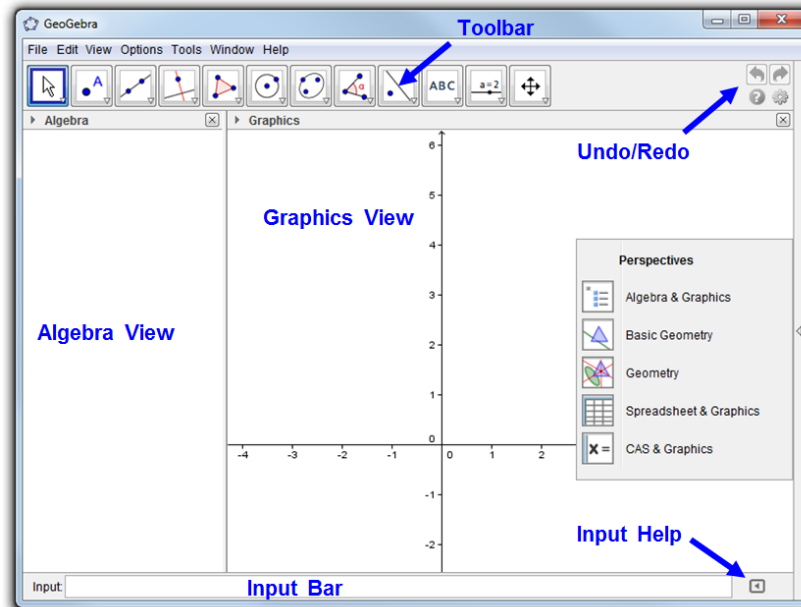 GeoGebra
Toolbar
File Edit View Options Tools Window Help
A
α
ABC
a=2
Undo/Redo
Algebra
Graphics
6
5
Graphics View
4
Perspectives
3
Algebra & Graphics
Algebra View
Basic Geometry
2
Geometry
1
Spreadsheet & Graphics
0
X =
CAS & Graphics
-4 -3 -2 -1 0 1 2
-1
Input Help
-2
Input:
Input Bar